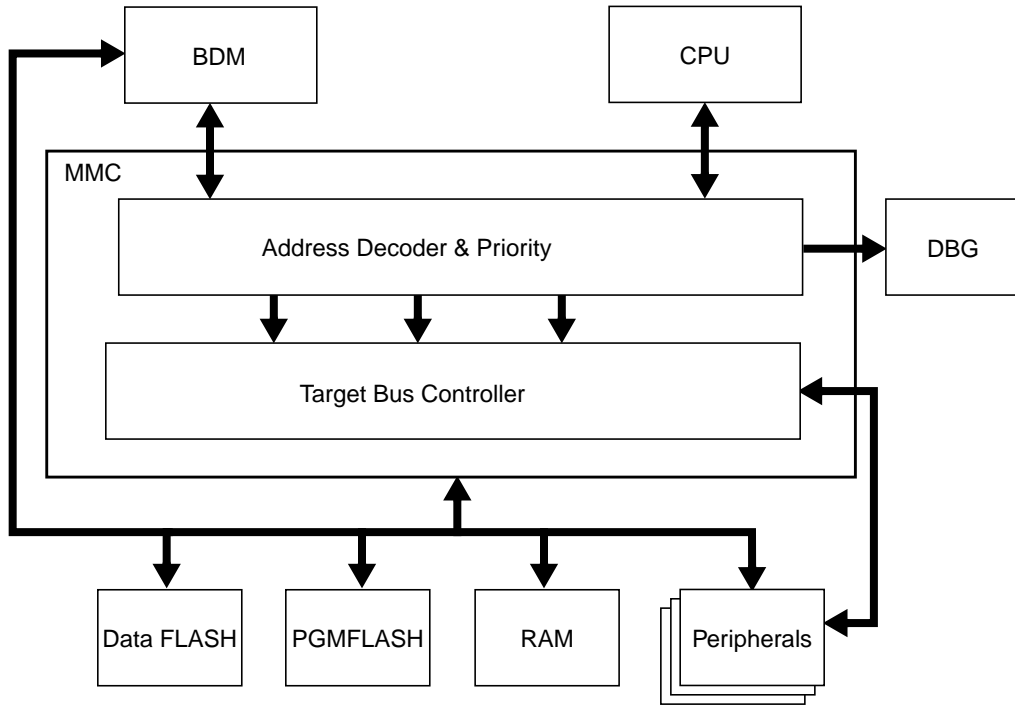 BDM
CPU
MMC
Address Decoder & Priority
DBG
Target Bus Controller
Data FLASH
PGMFLASH
RAM
Peripherals